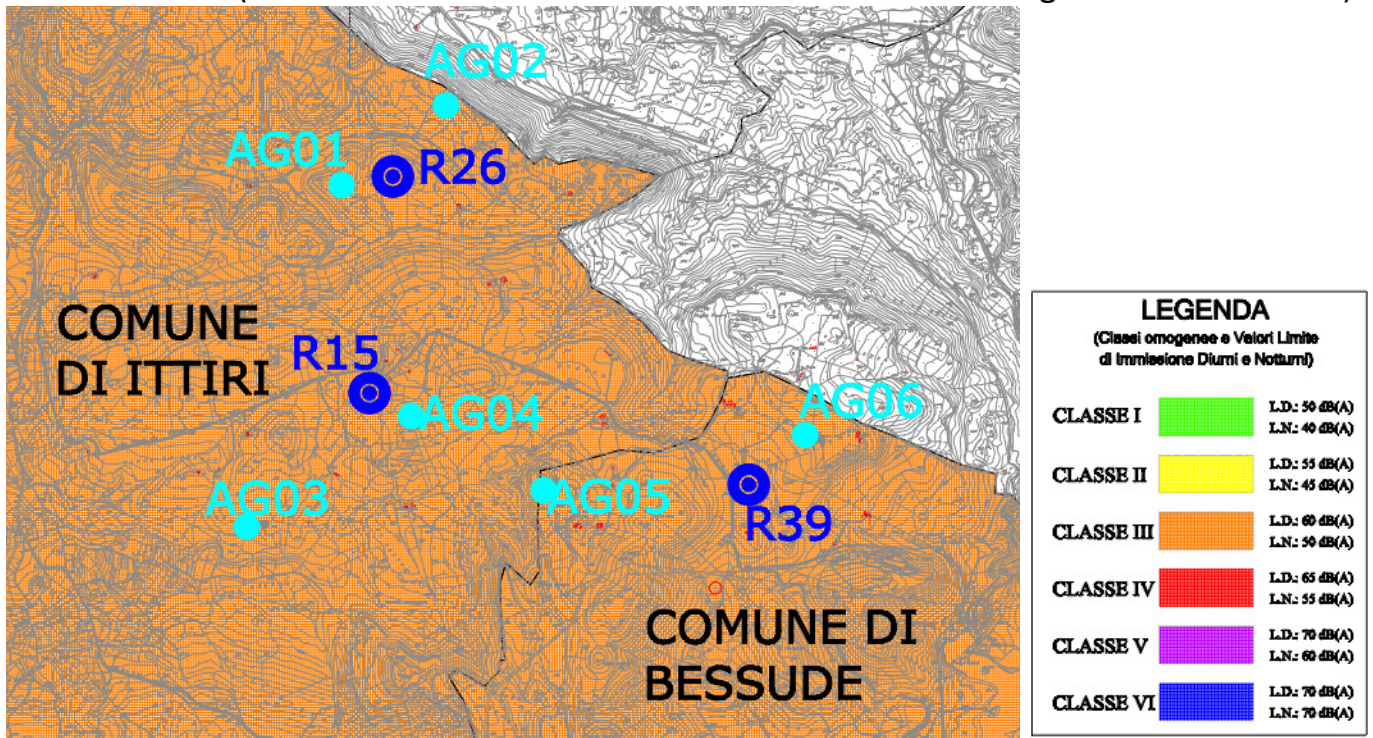 AG02
AG01
R26
COMUNE
DI ITTIRI
R15
AG04
AG06
AG03
AG05
R39
COMUNE DI
BESSUDE
LEGENDA
(Classi omogenee e Valori Limite
di Immissione Diurni e Notturni)
CLASSE I
L.D.: 50 dB(A)
L.N.: 40 dB(A)
CLASSE II
L.D.: 55 dB(A)
L.N.: 45 dB(A)
CLASSE III
L.D.: 60 dB(A)
L.N.: 50 dB(A)
CLASSE IV
L.D.: 65 dB(A)
L.N.: 55 dB(A)
CLASSE V
L.D.: 70 dB(A)
L.N.: 60 dB(A)
CLASSE VI
L.D.: 70 dB(A)
L.N.: 70 dB(A)